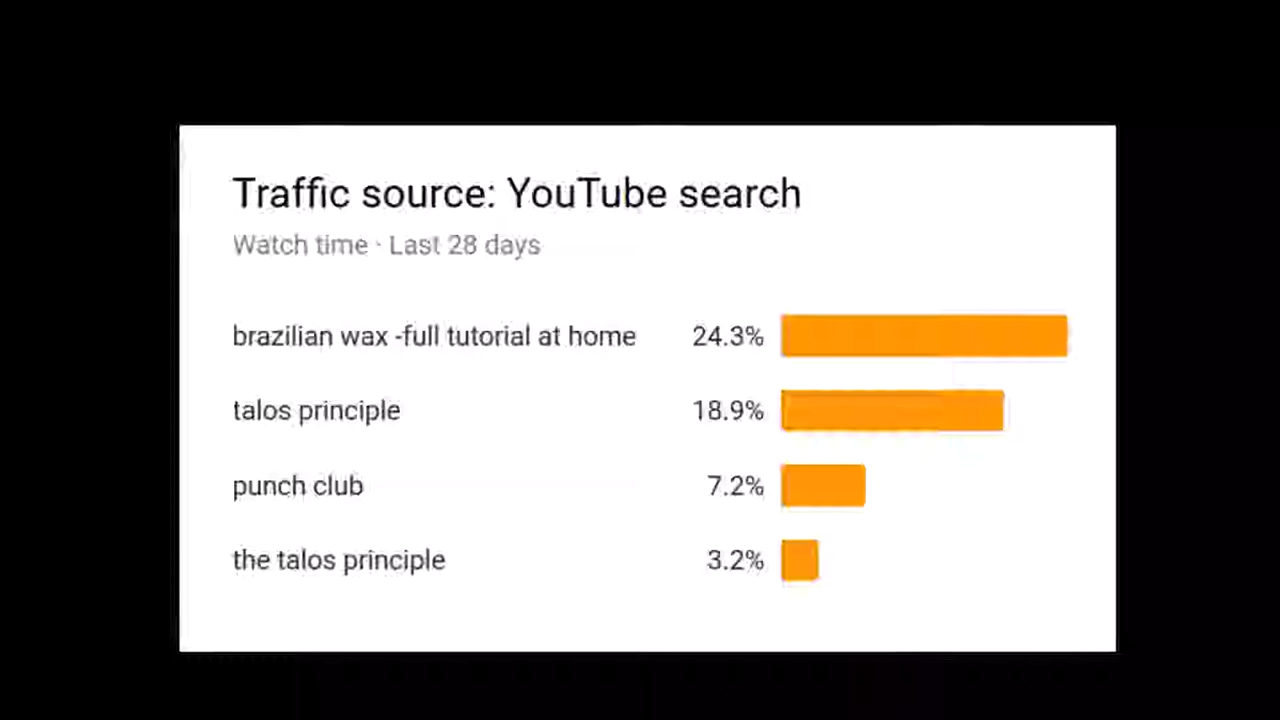 Traffic source: YouTube search
Watch time · Last 28 days
brazilian wax -full tutorial at home 24.3%
talos principle 18.9%
punch club 7.2%
the talos principle 3.2%